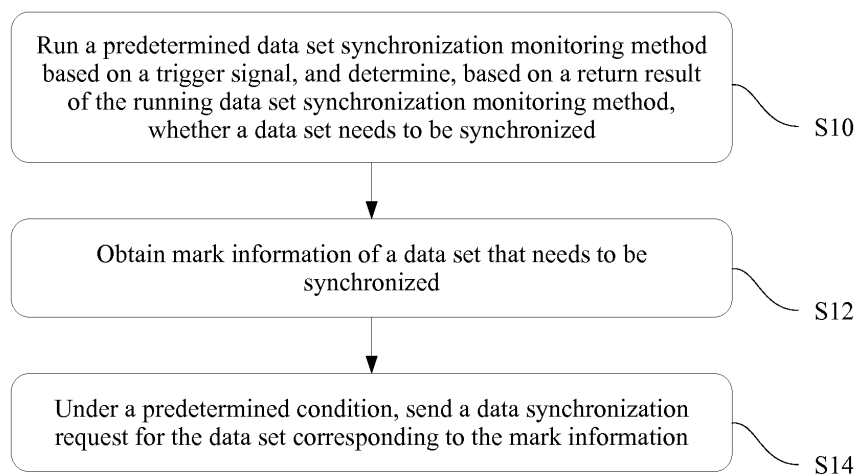 Run a predetermined data set synchronization monitoring method
based on a trigger signal, and determine, based on a return result
of the running data set synchronization monitoring method,
whether a data set needs to be synchronized
S10
Obtain mark information of a data set that needs to be
synchronized
S12
Under a predetermined condition, send a data synchronization
request for the data set corresponding to the mark information
S14